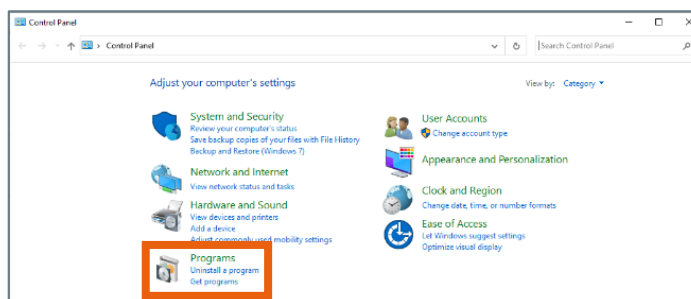 Control Panel
Control Panel
Search Control Panel
Adjust your computer's settings
View by: Category
System and Security
Review your computer's status
Save backup copies of your files with File History
Backup and Restore (Windows 7)
Network and Internet
View network status and tasks
Hardware and Sound
View devices and printers
Add a device
Adjust commonly used mobility settings
Programs
Uninstall a program
Get programs
User Accounts
Change account type
Appearance and Personalization
Clock and Region
Change date, time, or number formats
Ease of Access
Let Windows suggest settings
Optimize visual display